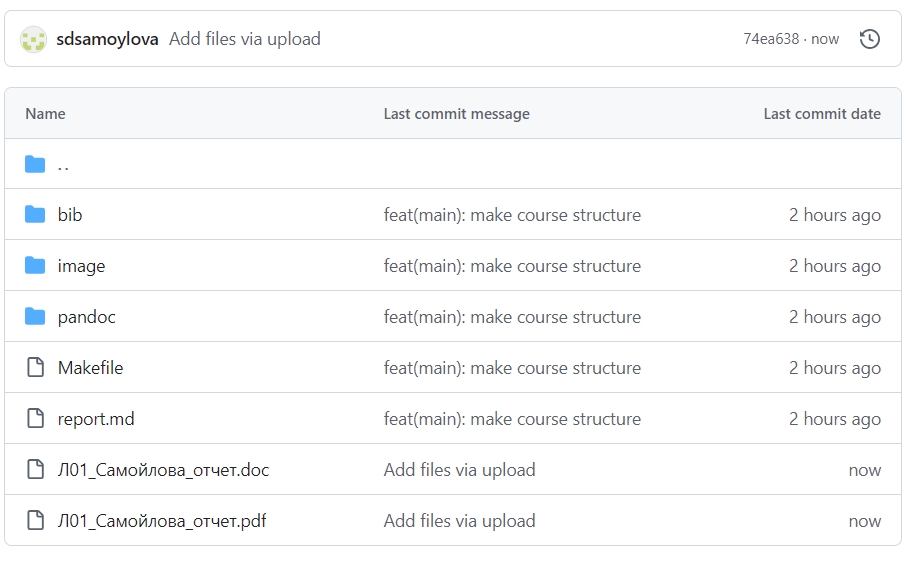 sdsamoylova Add files via upload 74ea638 · now
Name Last commit message Last commit date
..
bib feat(main): make course structure 2 hours ago
image feat(main): make course structure 2 hours ago
pandoc feat(main): make course structure 2 hours ago
Makefile feat(main): make course structure 2 hours ago
report.md feat(main): make course structure 2 hours ago
Л01_Самойлова_отчет.doc Add files via upload now
Л01_Самойлова_отчет.pdf Add files via upload now